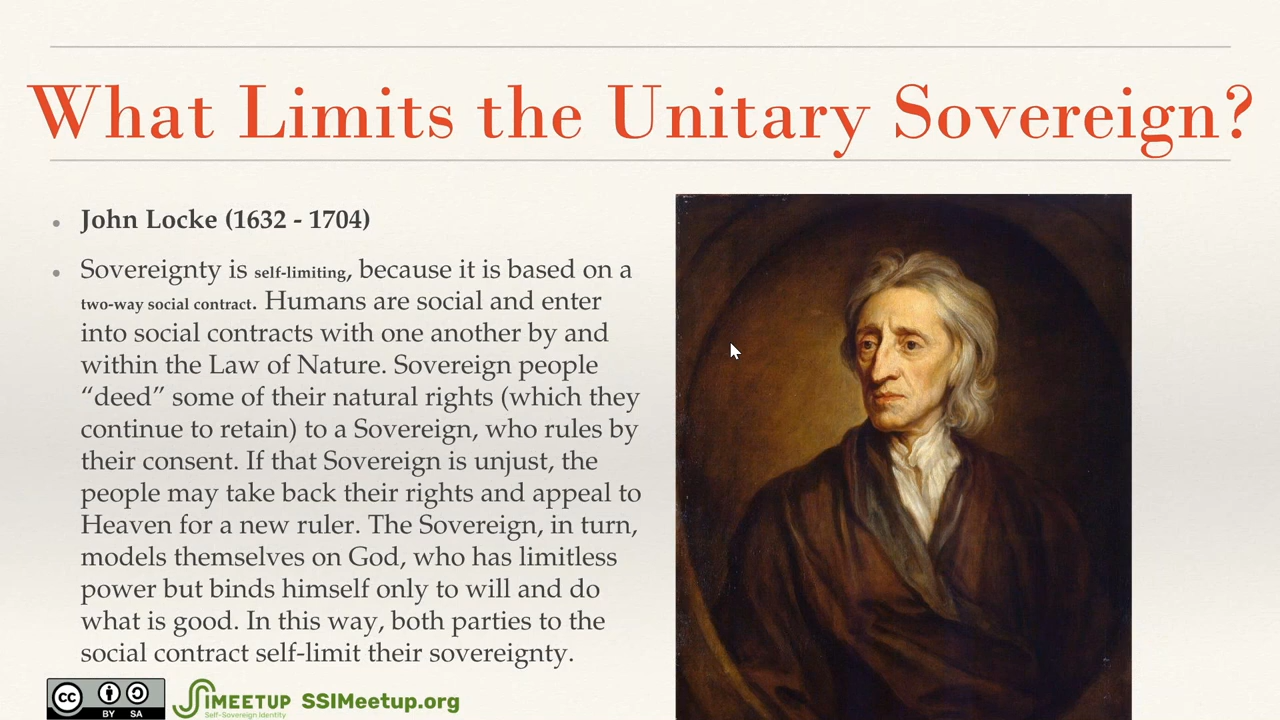 What Limits the Unitary Sovereign?
John Locke (1632 - 1704)
Sovereignty is self-limiting, because it is based on a
two-way social contract. Humans are social and enter
into social contracts with one another by and
within the Law of Nature. Sovereign people
“deed” some of their natural rights (which they
continue to retain) to a Sovereign, who rules by
their consent. If that Sovereign is unjust, the
people may take back their rights and appeal to
Heaven for a new ruler. The Sovereign, in turn,
models themselves on God, who has limitless
power but binds himself only to will and do
what is good. In this way, both parties to the
social contract self-limit their sovereignty.
cc BY SA
SSIMEETUP SSIMeetup.org
Self-Sovereign Identity